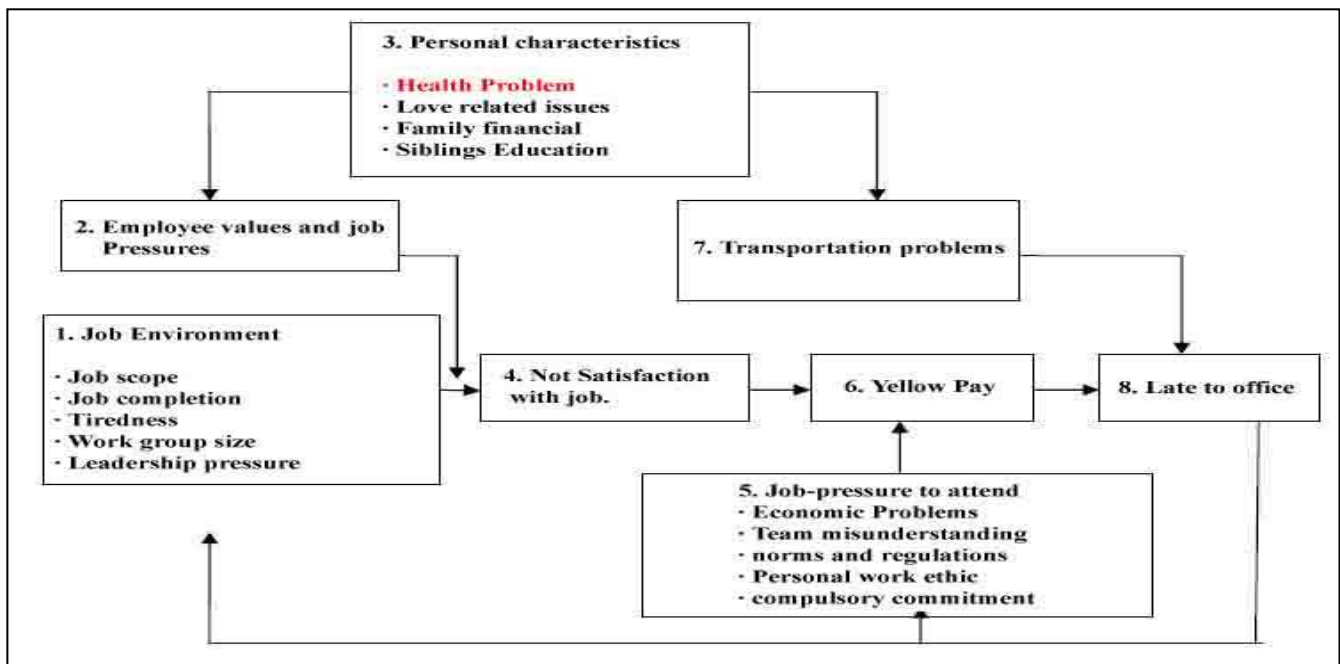 3. Personal characteristics
· Health Problem
· Love related issues
· Family financial
· Siblings Education
2. Employee values and job
Pressures
7. Transportation problems
1. Job Environment
· Job scope
· Job completion
· Tiredness
· Work group size
· Leadership pressure
4. Not Satisfaction
with job.
6. Yellow Pay
8. Late to office
5. Job-pressure to attend
· Economic Problems
· Team misunderstanding
· norms and regulations
· Personal work ethic
· compulsory commitment